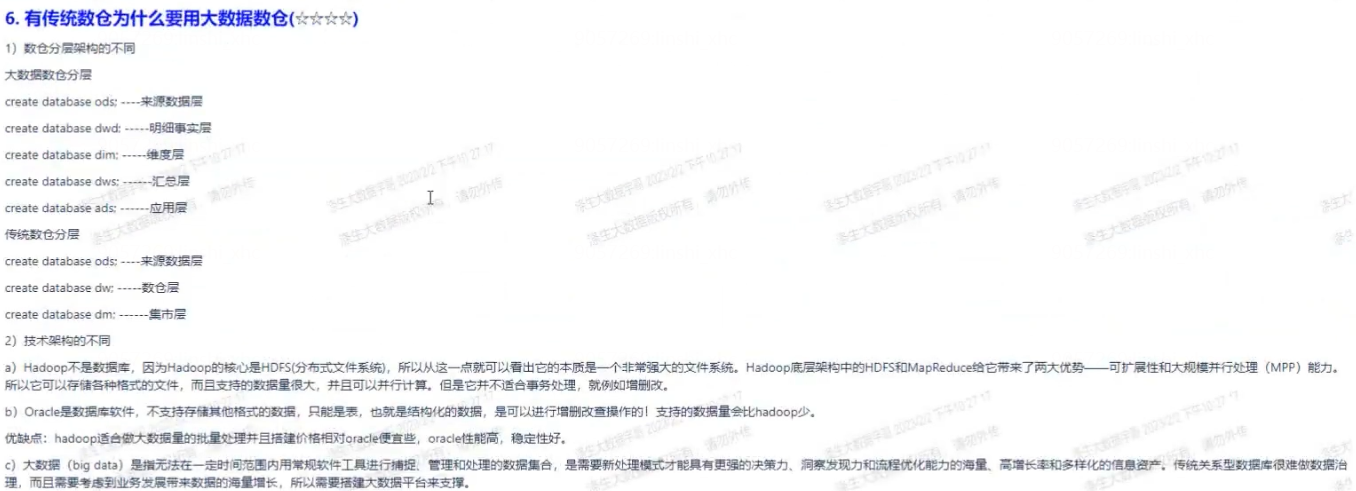 6. 有传统数仓为什么要用大数据数仓(☆☆☆☆)
1）数仓分层架构的不同
大数据数仓分层
create database ods; ----来源数据层
create database dwd; -----明细事实层
create database dim; -----维度层
create database dws; ------汇总层
create database ads; ------应用层
传统数仓分层
create database ods; ----来源数据层
create database dw; -----数仓层
create database dm; ------集市层
2）技术架构的不同
a）Hadoop不是数据库，因为Hadoop的核心是HDFS(分布式文件系统)，所以从这一点就可以看出它的本质是一个非常强大的文件系统。Hadoop底层架构中的HDFS和MapReduce给它带来了两大优势——可扩展性和大规模并行处理（MPP）能力。
所以它可以存储各种格式的文件，而且支持的数据量很大，并且可以并行计算。但是它并不适合事务处理，就例如增删改。
b）Oracle是数据库软件，不支持存储其他格式的数据，只能是表，也就是结构化的数据，是可以进行增删改查操作的！支持的数据量会比hadoop少。
优缺点：hadoop适合做大数据量的批量处理并且搭建价格相对oracle便宜些，oracle性能高，稳定性好。
c）大数据（big data）是指无法在一定时间范围内用常规软件工具进行捕捉、管理和处理的数据集合，是需要新处理模式才能具有更强的决策力、洞察发现力和流程优化能力的海量、高增长率和多样化的信息资产。传统关系型数据库很难做数据治
理，而且需要考虑到业务发展带来数据的海量增长，所以需要搭建大数据平台来支撑。